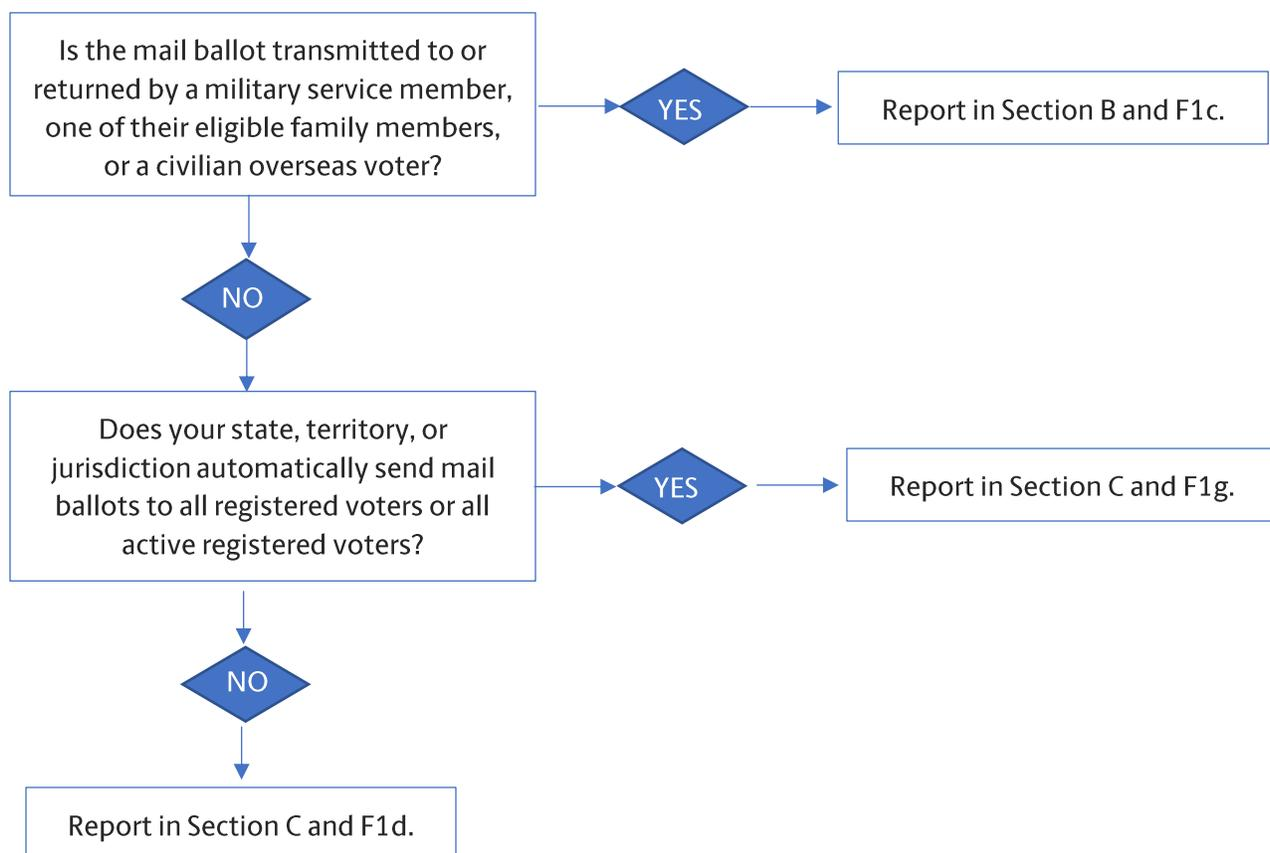 Is the mail ballot transmitted to or
returned by a military service member,
one of their eligible family members,
or a civilian overseas voter?
YES
Report in Section B and F1c.
NO
Does your state, territory, or
jurisdiction automatically send mail
ballots to all registered voters or all
active registered voters?
YES
Report in Section C and F1g.
NO
Report in Section C and F1d.